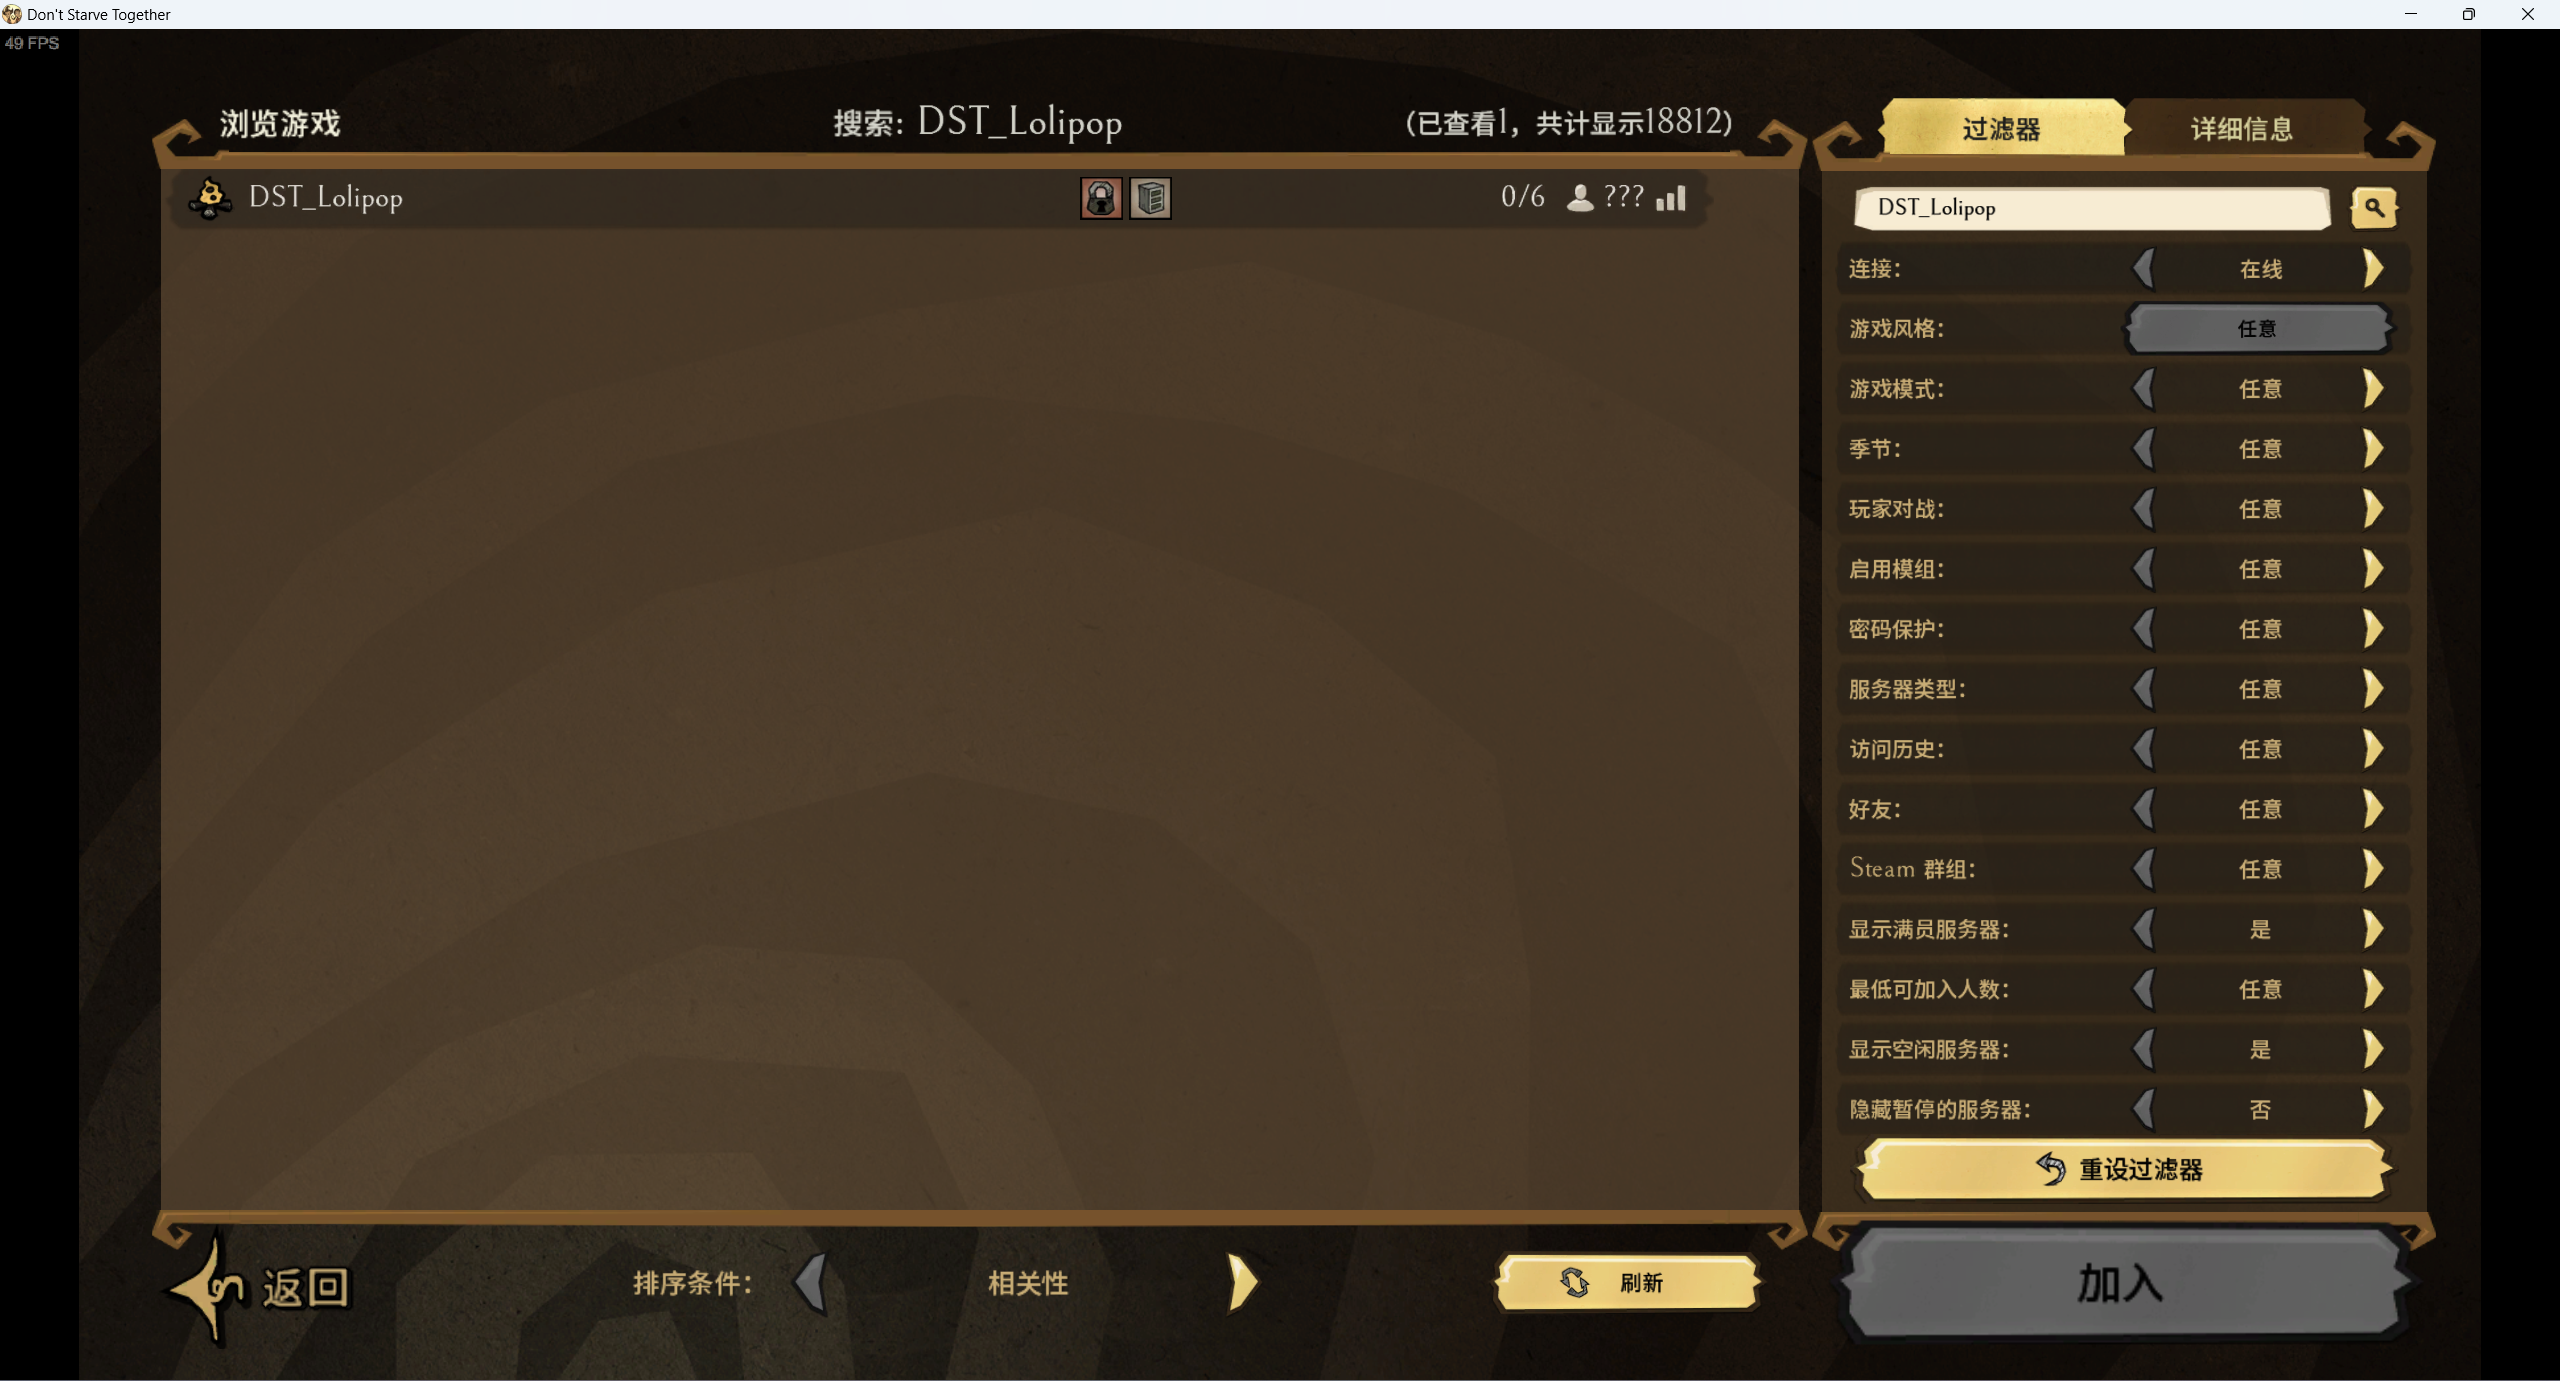 Don't Starve Together
49 FPS
浏览游戏
搜索: DST_Lolipop
(已查看1，共计显示18812)
过滤器
详细信息
DST_Lolipop
0/6
???
DST_Lolipop
连接:
在线
游戏风格:
任意
游戏模式:
任意
季节:
任意
玩家对战:
任意
启用模组:
任意
密码保护:
任意
服务器类型:
任意
访问历史:
任意
好友:
任意
Steam 群组:
任意
显示满员服务器:
是
最低可加入人数:
任意
显示空闲服务器:
是
隐藏暂停的服务器:
否
重设过滤器
返回
排序条件:
相关性
刷新
加入